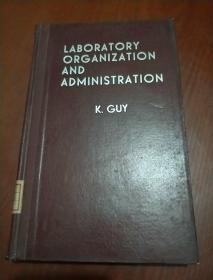 LABORATORY
ORGANIZATION
AND
ADMINISTRATION
K. GUY